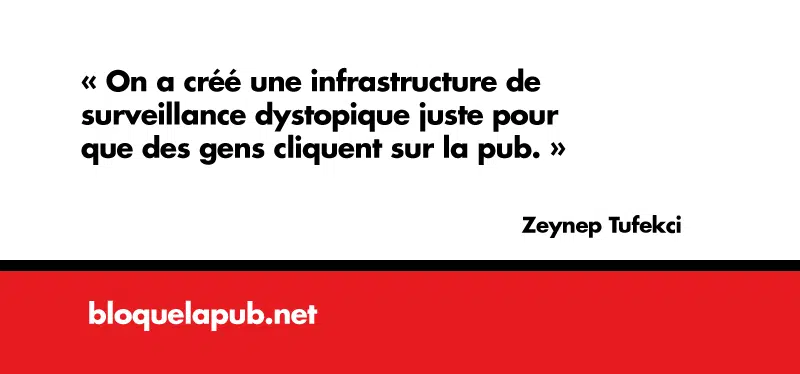 « On a créé une infrastructure de
surveillance dystopique juste pour
que des gens cliquent sur la pub. »
Zeynep Tufekci
bloquelapub.net